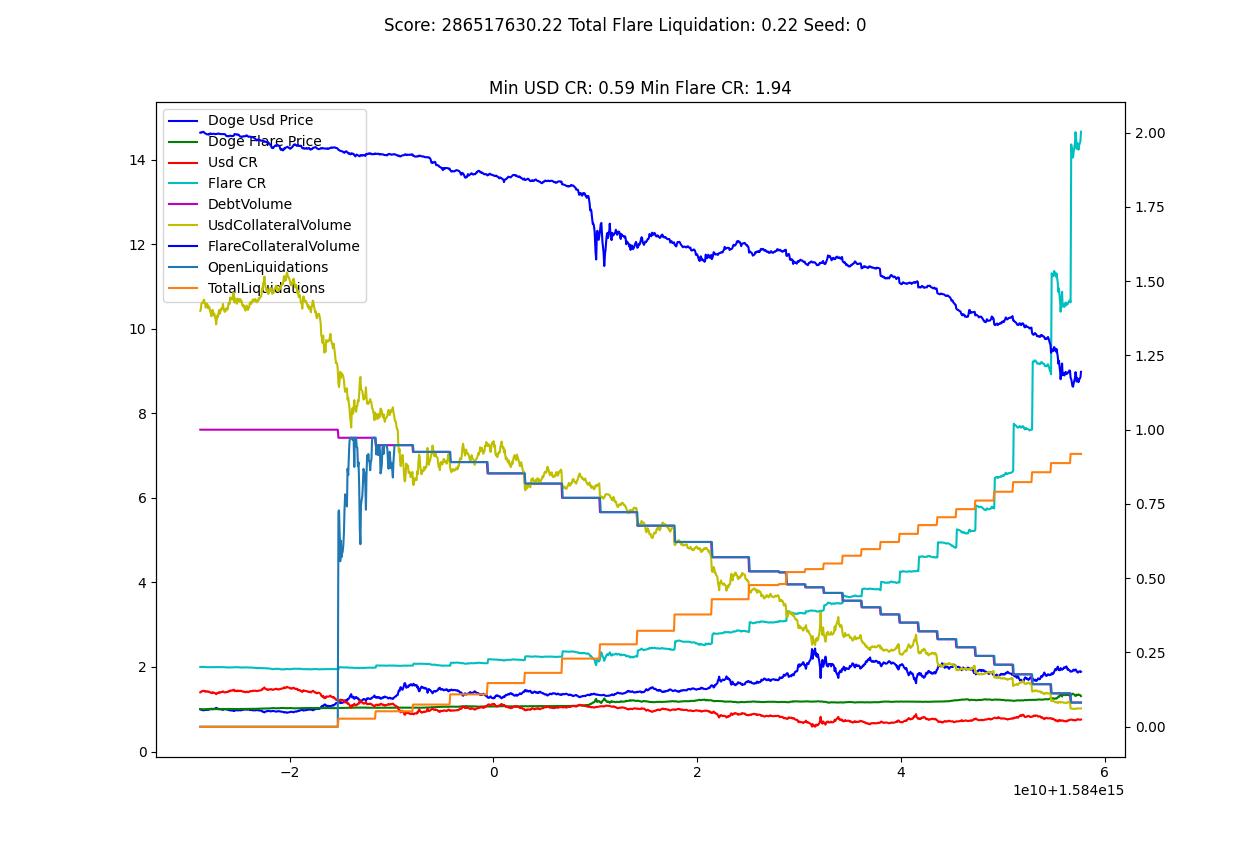 Score: 286517630.22 Total Flare Liquidation: 0.22 Seed: 0
Min USD CR: 0.59 Min Flare CR: 1.94
Doge Usd Price
Doge Flare Price
Usd CR
Flare CR
DebtVolume
UsdCollateralVolume
FlareCollateralVolume
OpenLiquidations
TotalLiquidations
14
12
10
8
6
4
2
0
2.00
1.75
1.50
1.25
1.00
0.75
0.50
0.25
0.00
−2
0
2
4
6
1e10+1.584e15